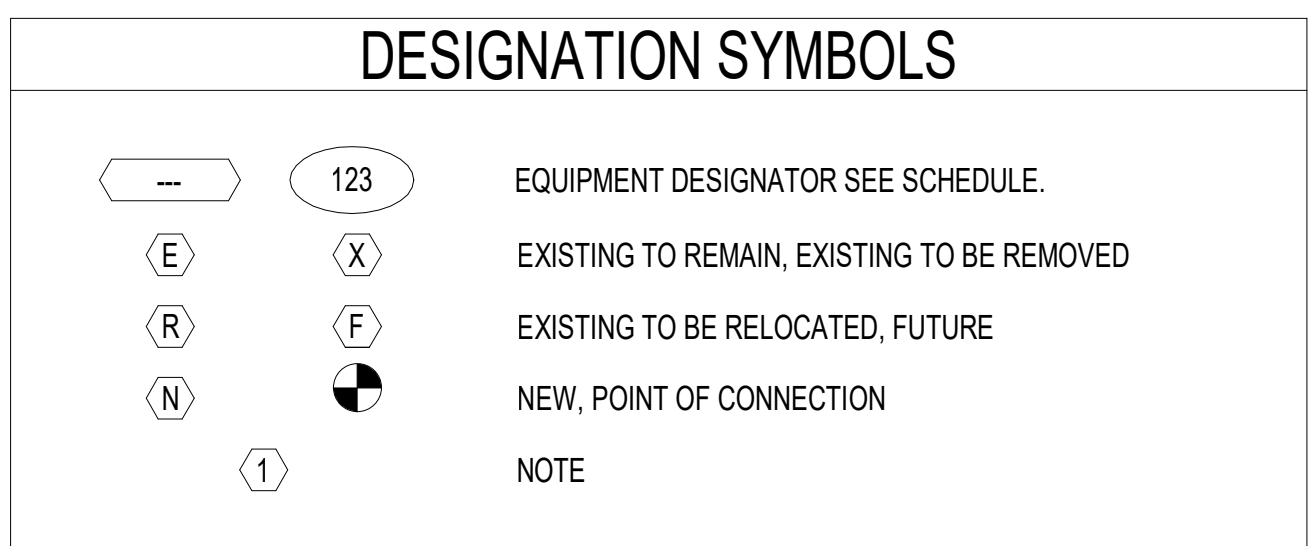 DESIGNATION SYMBOLS
--- 123 EQUIPMENT DESIGNATOR SEE SCHEDULE.
E X EXISTING TO REMAIN, EXISTING TO BE REMOVED
R F EXISTING TO BE RELOCATED, FUTURE
N NEW, POINT OF CONNECTION
1 NOTE